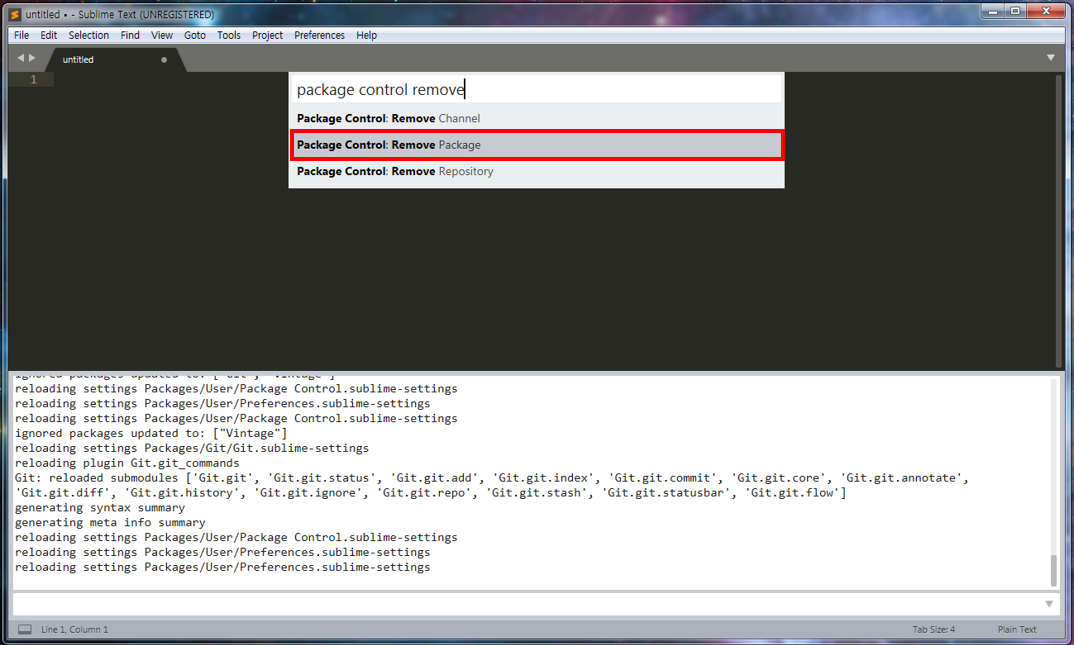 untitled • - Sublime Text (UNREGISTERED)
File Edit Selection Find View Goto Tools Project Preferences Help
untitled
1
package control remove
Package Control: Remove Channel
Package Control: Remove Package
Package Control: Remove Repository
ignored packages updated to: ["Git", "Vintage"]
reloading settings Packages/User/Package Control.sublime-settings
reloading settings Packages/User/Preferences.sublime-settings
reloading settings Packages/User/Package Control.sublime-settings
ignored packages updated to: ["Vintage"]
reloading settings Packages/Git/Git.sublime-settings
reloading plugin Git.git_commands
Git: reloaded submodules ['Git.git', 'Git.git.status', 'Git.git.add', 'Git.git.index', 'Git.git.commit', 'Git.git.core', 'Git.git.annotate',
'Git.git.diff', 'Git.git.history', 'Git.git.ignore', 'Git.git.repo', 'Git.git.stash', 'Git.git.statusbar', 'Git.git.flow']
generating syntax summary
generating meta info summary
reloading settings Packages/User/Package Control.sublime-settings
reloading settings Packages/User/Preferences.sublime-settings
reloading settings Packages/User/Preferences.sublime-settings
Line 1, Column 1 Tab Size: 4 Plain Text